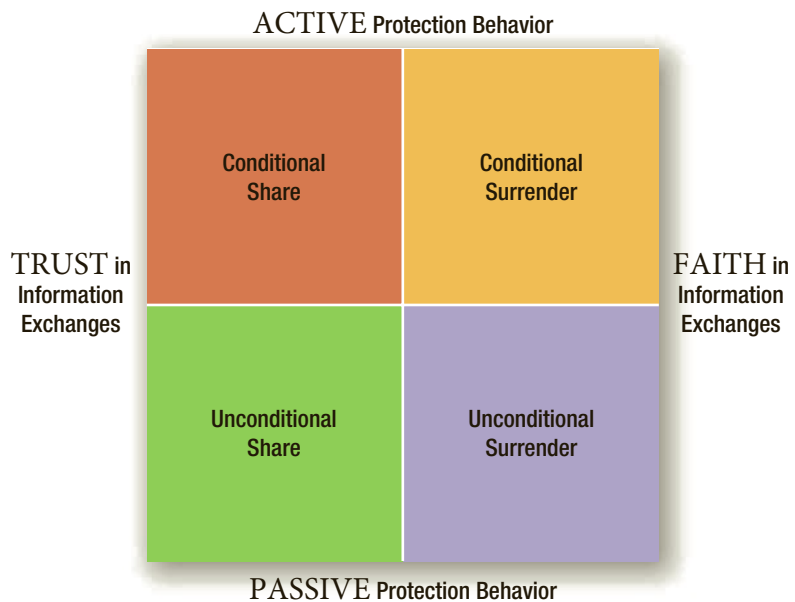 ACTIVE Protection Behavior
Conditional
Share
Conditional
Surrender
TRUST in
Information
Exchanges
FAITH in
Information
Exchanges
Unconditional
Share
Unconditional
Surrender
PASSIVE Protection Behavior